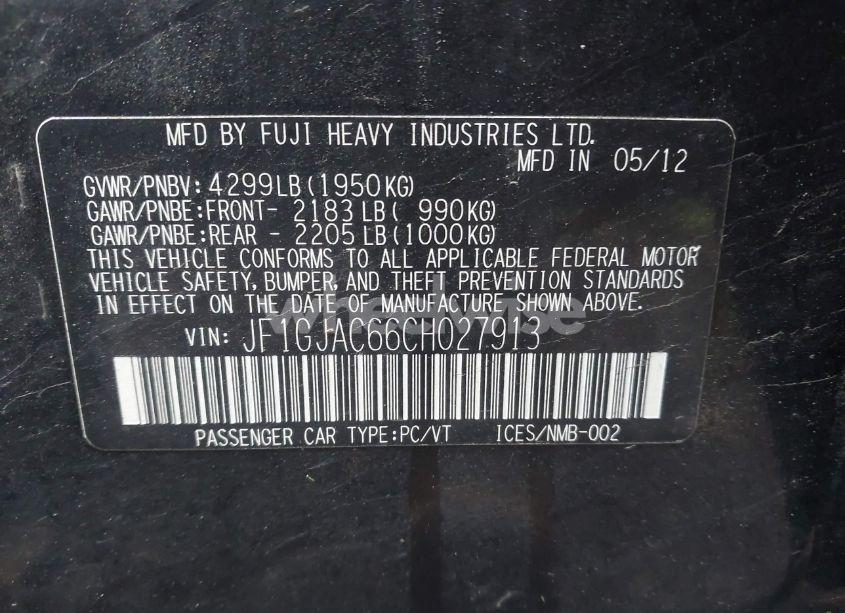 MFD BY FUJI HEAVY INDUSTRIES LTD.
MFD IN 05/12
GVWR/PNBV: 4299LB(1950KG)
GAWR/PNBE:FRONT- 2183LB( 990KG)
GAWR/PNBE:REAR - 2205LB(1000KG)
THIS VEHICLE CONFORMS TO ALL APPLICABLE FEDERAL MOTOR
VEHICLE SAFETY, BUMPER, AND THEFT PREVENTION STANDARDS
IN EFFECT ON THE DATE OF MANUFACTURE SHOWN ABOVE.
VIN: JF1GJAC66CH027913
PASSENGER CAR TYPE:PC/VT ICES/NMB-002